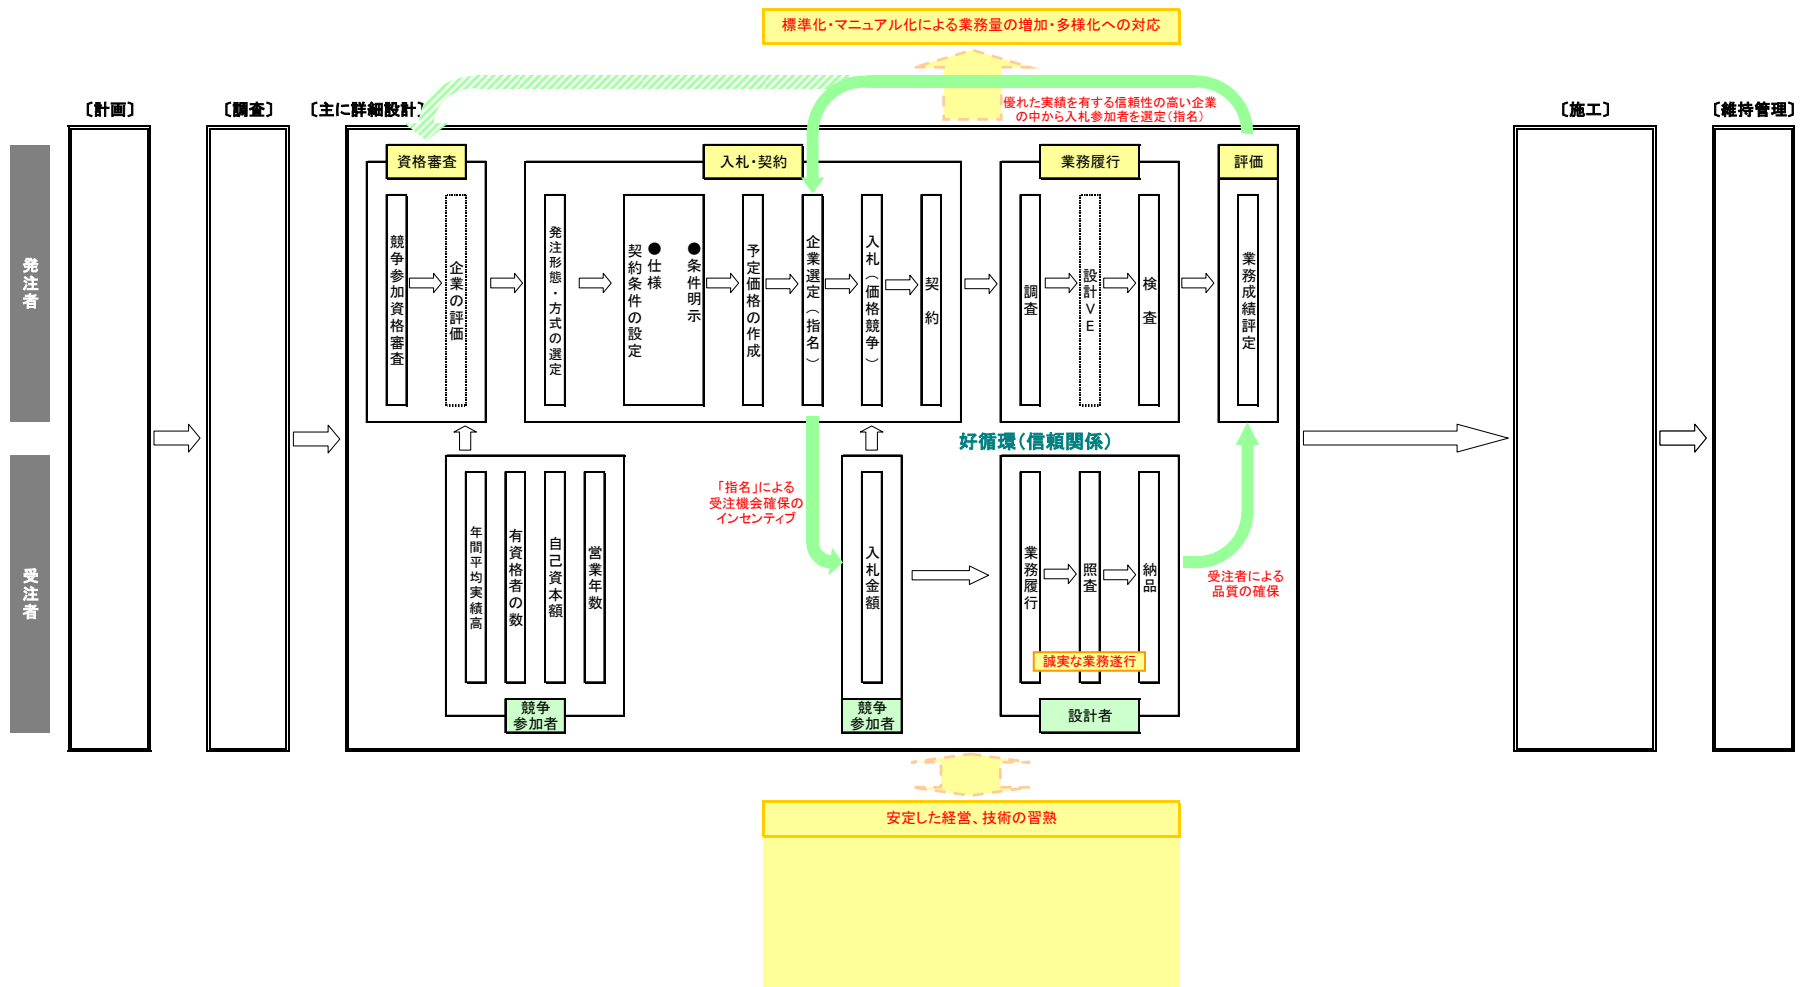 標準化・マニュアル化による業務量の増加・多様化への対応
〔計画〕
〔調査〕
〔主に詳細設計〕
優れた実績を有する信頼性の高い企業
の中から入札参加者を選定（指名）
〔施工〕
〔維持管理〕
発注者
資格審査
入札・契約
業務履行
評価
競争参加資格審査
企業の評価
発注形態・方式の選定
契約条件の設定
●仕様
●条件明示
予定価格の作成
企業選定（指名）
入札（価格競争）
契約
調査
設計ＶＥ
検査
業務成績評定
好循環（信頼関係）
受注者
「指名」による
受注機会確保の
インセンティブ
年間平均実績高
有資格者の数
自己資本額
営業年数
入札金額
業務履行
照査
納品
受注者による
品質の確保
誠実な業務遂行
競争
参加者
競争
参加者
設計者
安定した経営、技術の習熟